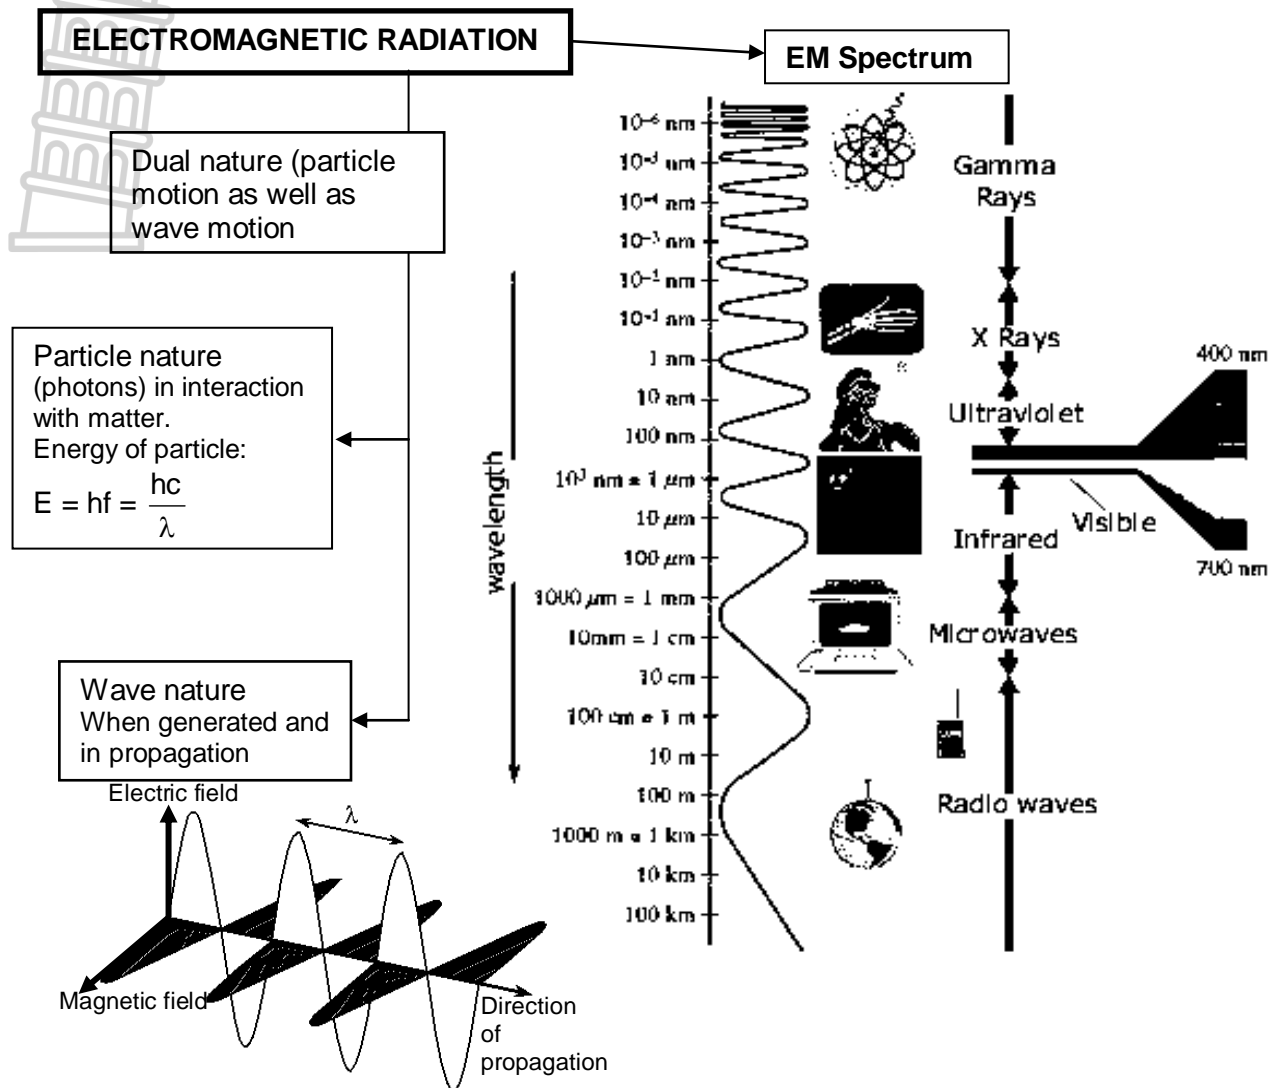 ELECTROMAGNETIC RADIATION
EM Spectrum
Dual nature (particle
motion as well as
wave motion
Particle nature
(photons) in interaction
with matter.
Energy of particle:
E = hf = hc/λ
Wave nature
When generated and
in propagation
Electric field
λ
Magnetic field
Direction
of
propagation
wavelength
10⁻⁶ nm
nm
10⁻⁴ nm
10⁻³ nm
nm
10⁻¹ nm
1 nm
10 nm
100 nm
10³ nm = 1 μm
10 μm
100 μm
1000 μm = 1 mm
10mm = 1 cm
10 cm
100 cm = 1 m
10 m
100 m
1000 m = 1 km
10 km
100 km
Gamma
Rays
X Rays
Ultraviolet
Visible
Infrared
Microwaves
Radio waves
400 nm
700 nm